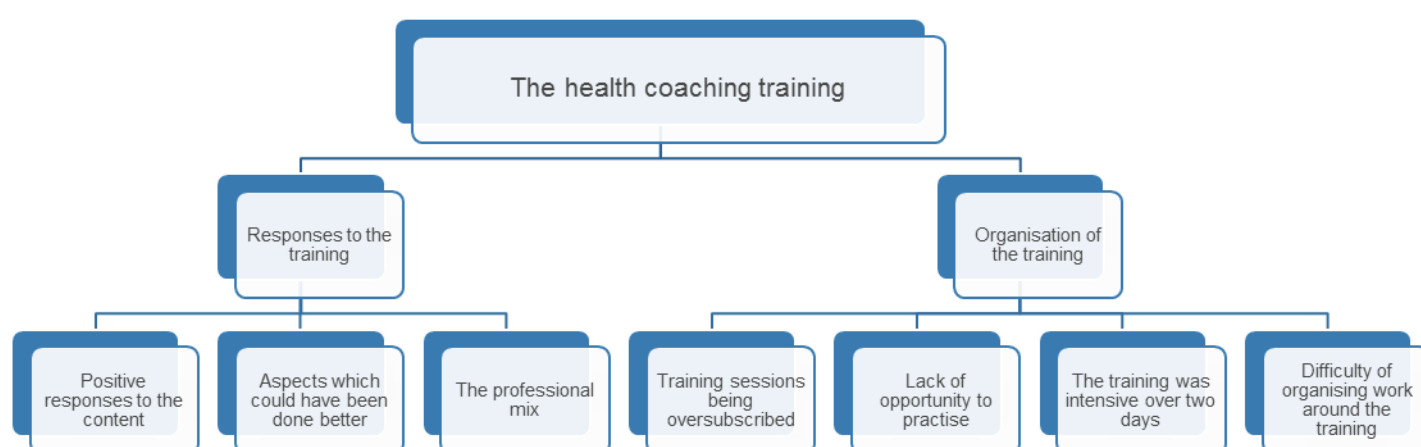 The health coaching training
Responses to the
training
Organisation of
the training
Positive
responses to the
content
Aspects which
could have been
done better
The professional
mix
Training sessions
being
oversubscribed
Lack of
opportunity to
practise
The training was
intensive over two
days
Difficulty of
organising work
around the
training